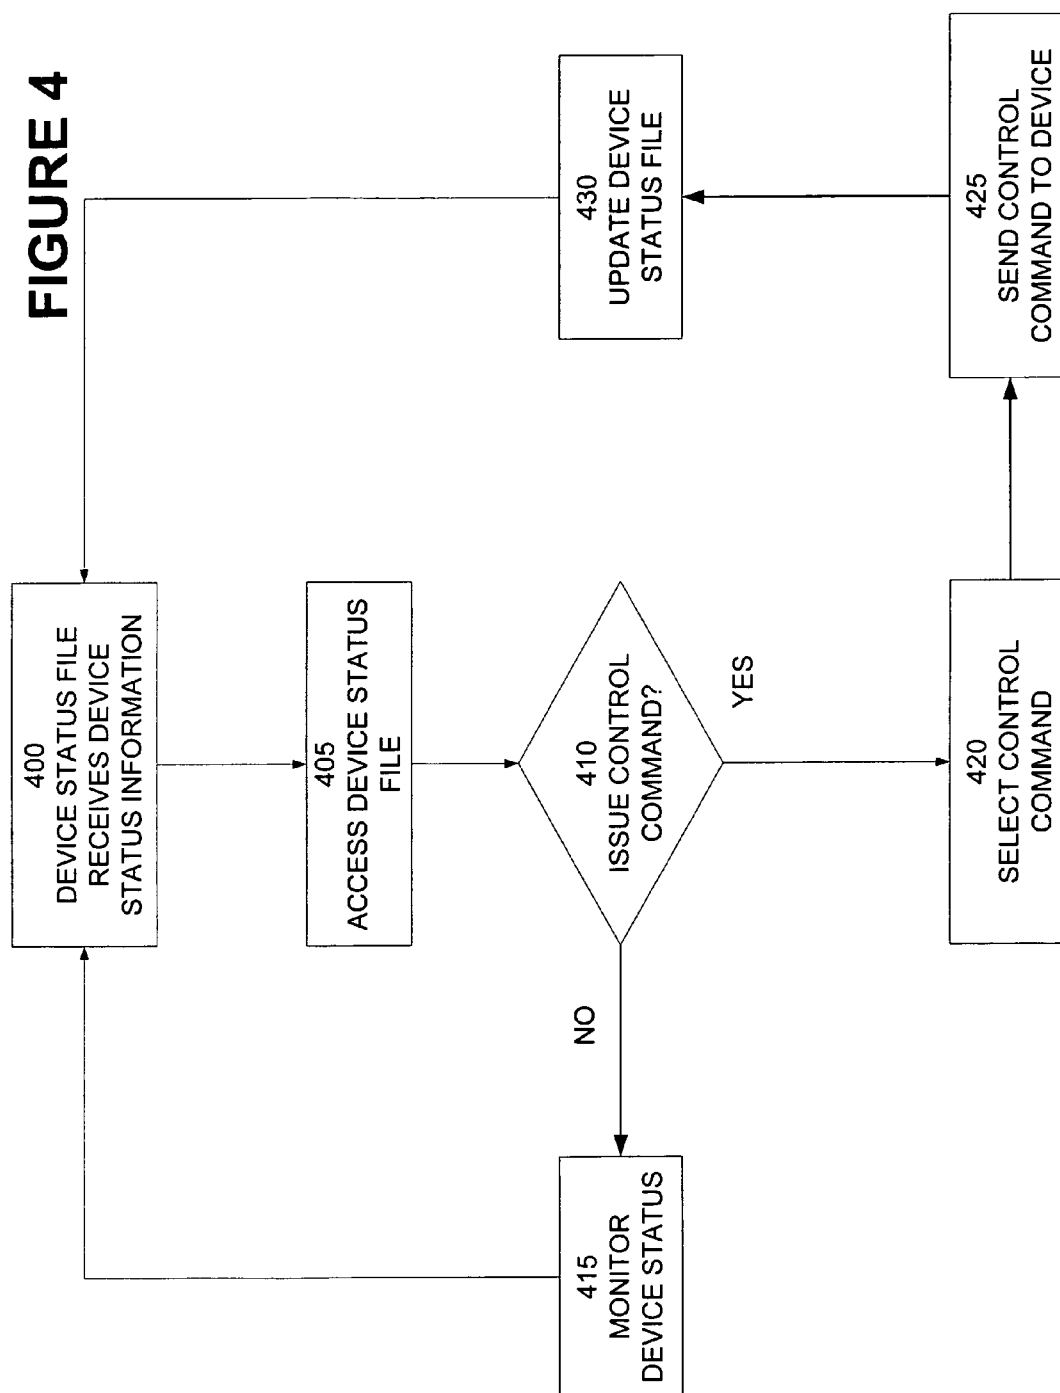 FIGURE 4
400
DEVICE STATUS FILE
RECEIVES DEVICE
STATUS INFORMATION
405
ACCESS DEVICE STATUS
FILE
410
ISSUE CONTROL
COMMAND?
NO
YES
415
MONITOR
DEVICE STATUS
420
SELECT CONTROL
COMMAND
425
SEND CONTROL
COMMAND TO DEVICE
430
UPDATE DEVICE
STATUS FILE